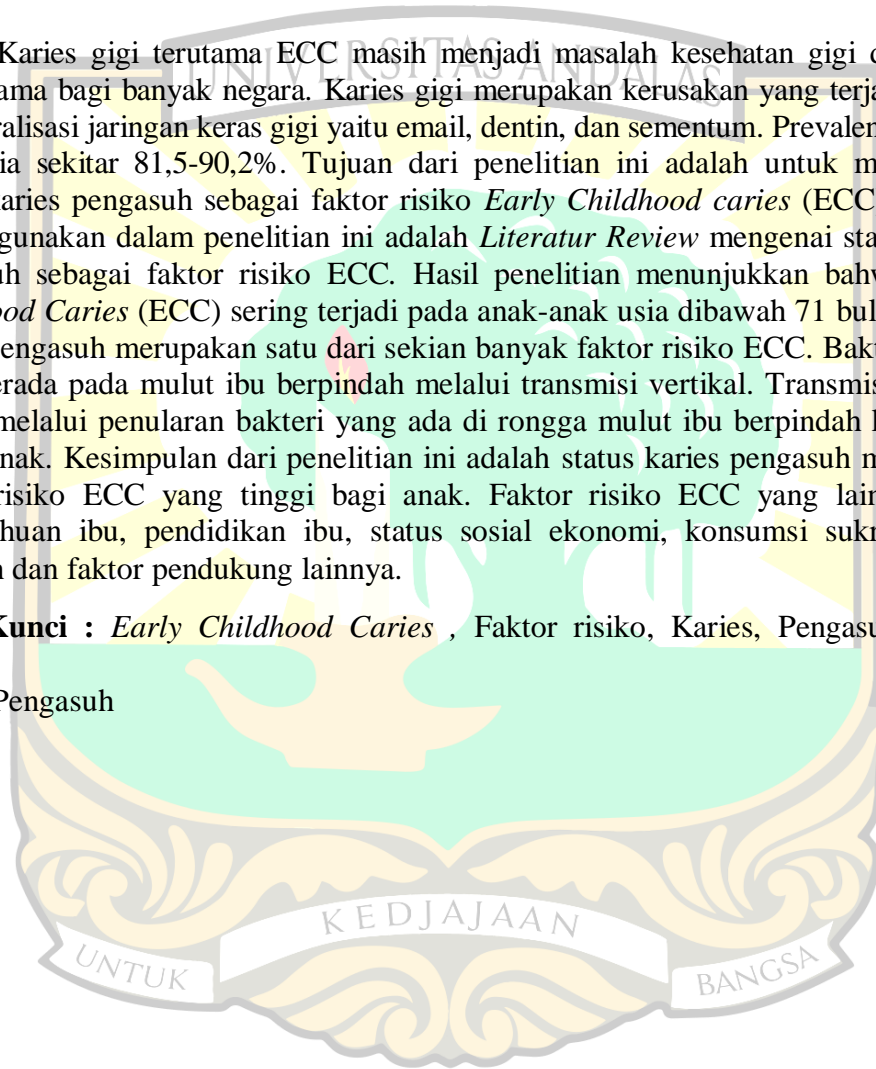 Karies gigi terutama ECC masih menjadi masalah kesehatan gigi d
UNIVERSITAS ANDALAS
ama bagi banyak negara. Karies gigi merupakan kerusakan yang terja
ralisasi jaringan keras gigi yaitu email, dentin, dan sementum. Prevalen
ia sekitar 81,5-90,2%. Tujuan dari penelitian ini adalah untuk m
karies pengasuh sebagai faktor risiko Early Childhood caries (ECC
gunakan dalam penelitian ini adalah Literatur Review mengenai sta
uh sebagai faktor risiko ECC. Hasil penelitian menunjukkan bahw
ood Caries (ECC) sering terjadi pada anak-anak usia dibawah 71 bul
pengasuh merupakan satu dari sekian banyak faktor risiko ECC. Bakt
erada pada mulut ibu berpindah melalui transmisi vertikal. Transmis
melalui penularan bakteri yang ada di rongga mulut ibu berpindah k
nak. Kesimpulan dari penelitian ini adalah status karies pengasuh m
risiko ECC yang tinggi bagi anak. Faktor risiko ECC yang lain
huan ibu, pendidikan ibu, status sosial ekonomi, konsumsi sukr
n dan faktor pendukung lainnya.
Kunci : Early Childhood Caries , Faktor risiko, Karies, Pengasu
Pengasuh
UNTUK KEDJAJAAN BANGSA